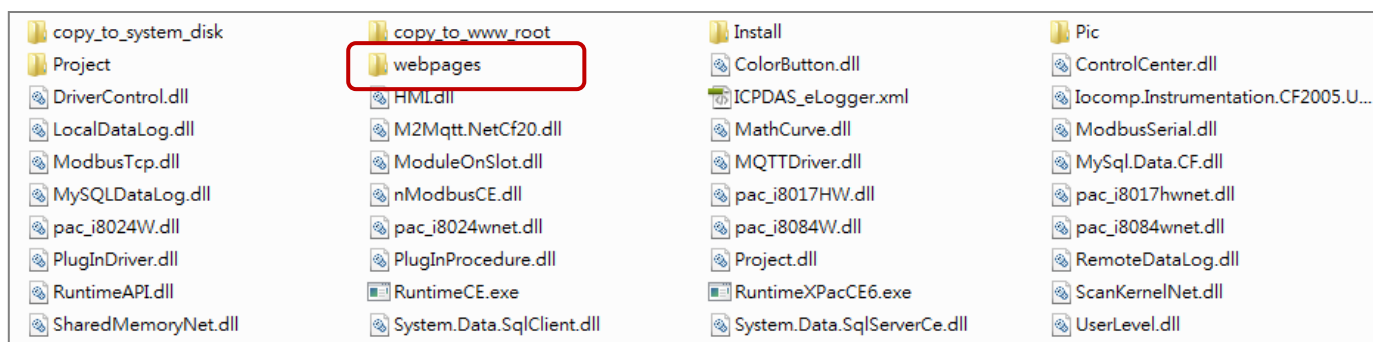 copy_to_system_disk copy_to_www_root Install Pic
Project webpages ColorButton.dll ControlCenter.dll
DriverControl.dll HMI.dll ICPDAS_eLogger.xml Iocomp.Instrumentation.CF2005.U...
LocalDataLog.dll M2Mqtt.NetCf20.dll MathCurve.dll ModbusSerial.dll
ModbusTcp.dll ModuleOnSlot.dll MQTTDriver.dll MySql.Data.CF.dll
MySQLDataLog.dll nModbusCE.dll pac_i8017HW.dll pac_i8017hwnet.dll
pac_i8024W.dll pac_i8024wnet.dll pac_i8084W.dll pac_i8084wnet.dll
PlugInDriver.dll PlugInProcedure.dll Project.dll RemoteDataLog.dll
RuntimeAPI.dll RuntimeCE.exe RuntimeXPacCE6.exe ScanKernelNet.dll
SharedMemoryNet.dll System.Data.SqlClient.dll System.Data.SqlServerCe.dll UserLevel.dll